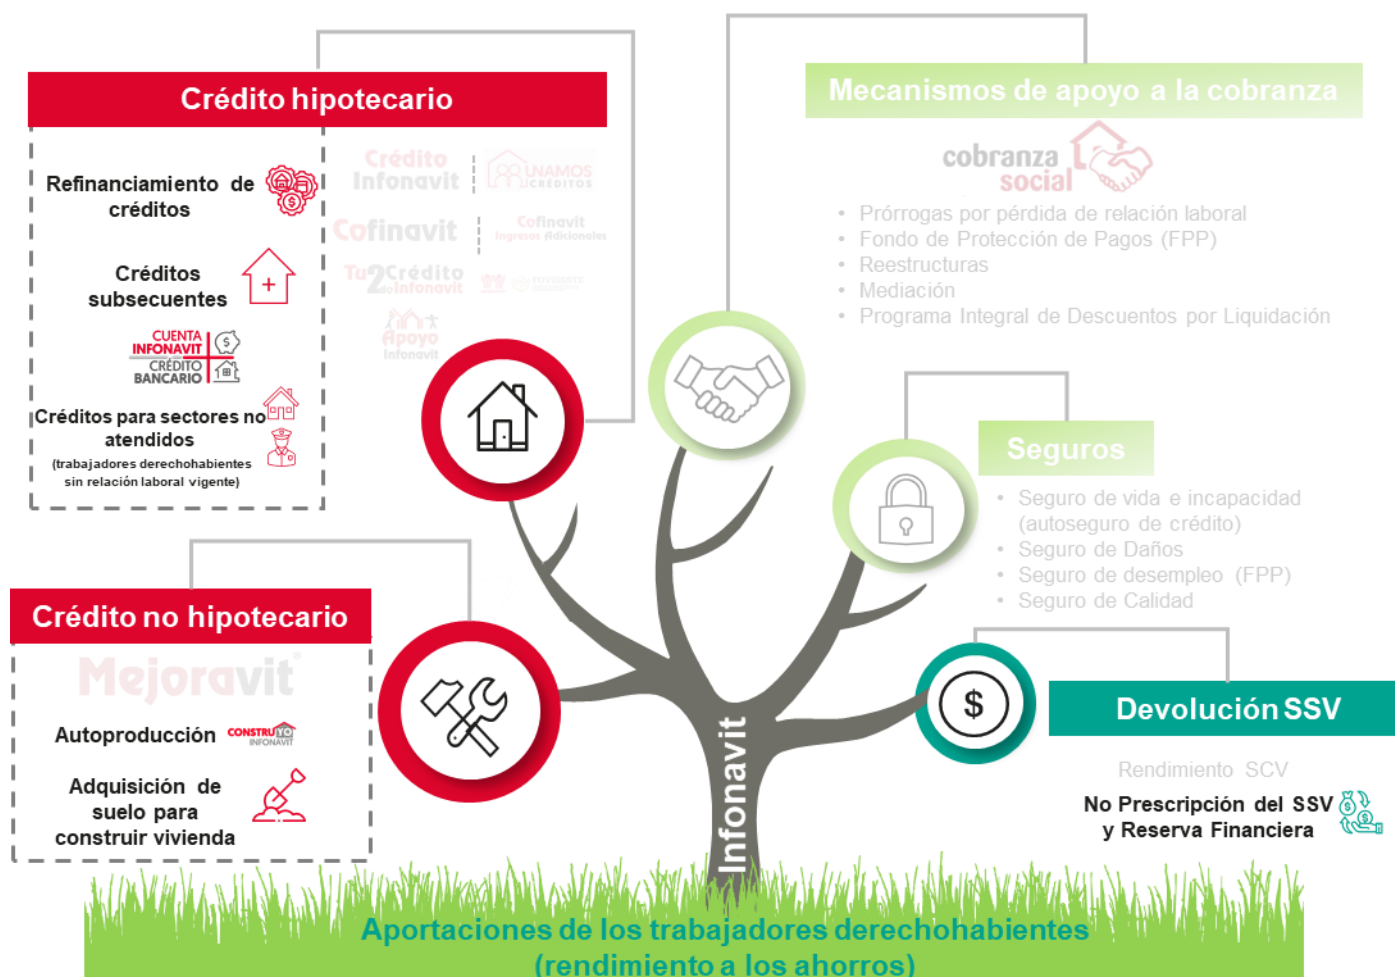 Crédito hipotecario
Refinanciamiento de
créditos
Créditos
subsecuentes
CUENTA
INFONAVIT
CRÉDITO
BANCARIO
Créditos para sectores no
atendidos
(trabajadores derechohabientes
sin relación laboral vigente)
Crédito
Infonavit
UNAMOS
CRÉDITOS
Cofinavit
Cofinavit
Ingresos Adicionales
Tu 2do Crédito
Infonavit
FOVISSSTE
Apoyo
Infonavit
Mecanismos de apoyo a la cobranza
cobranza
social
• Prórrogas por pérdida de relación laboral
• Fondo de Protección de Pagos (FPP)
• Reestructuras
• Mediación
• Programa Integral de Descuentos por Liquidación
Seguros
• Seguro de vida e incapacidad
(autoseguro de crédito)
• Seguro de Daños
• Seguro de desempleo (FPP)
• Seguro de Calidad
Crédito no hipotecario
Mejoravit
Autoproducción
CONSTRUYO
INFONAVIT
Adquisición de
suelo para
construir vivienda
Infonavit
$
Devolución SSV
Rendimiento SCV
No Prescripción del SSV
y Reserva Financiera
Aportaciones de los trabajadores derechohabientes
(rendimiento a los ahorros)